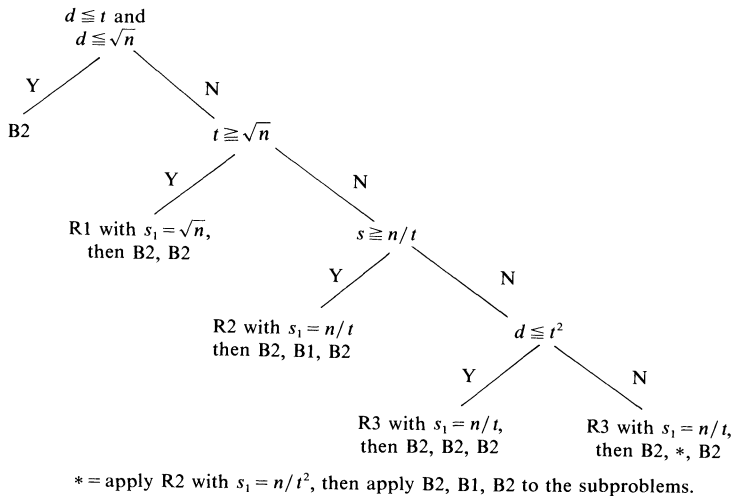 d ≦ t and
d ≦ √n
Y
N
B2
t ≧ √n
Y
N
R1 with s₁ = √n,
then B2, B2
s ≧ n/t
Y
N
R2 with s₁ = n/t
then B2, B1, B2
d ≦ t²
Y
N
R3 with s₁ = n/t,
then B2, B2, B2
R3 with s₁ = n/t,
then B2, *, B2
* = apply R2 with s₁ = n/t², then apply B2, B1, B2 to the subproblems.